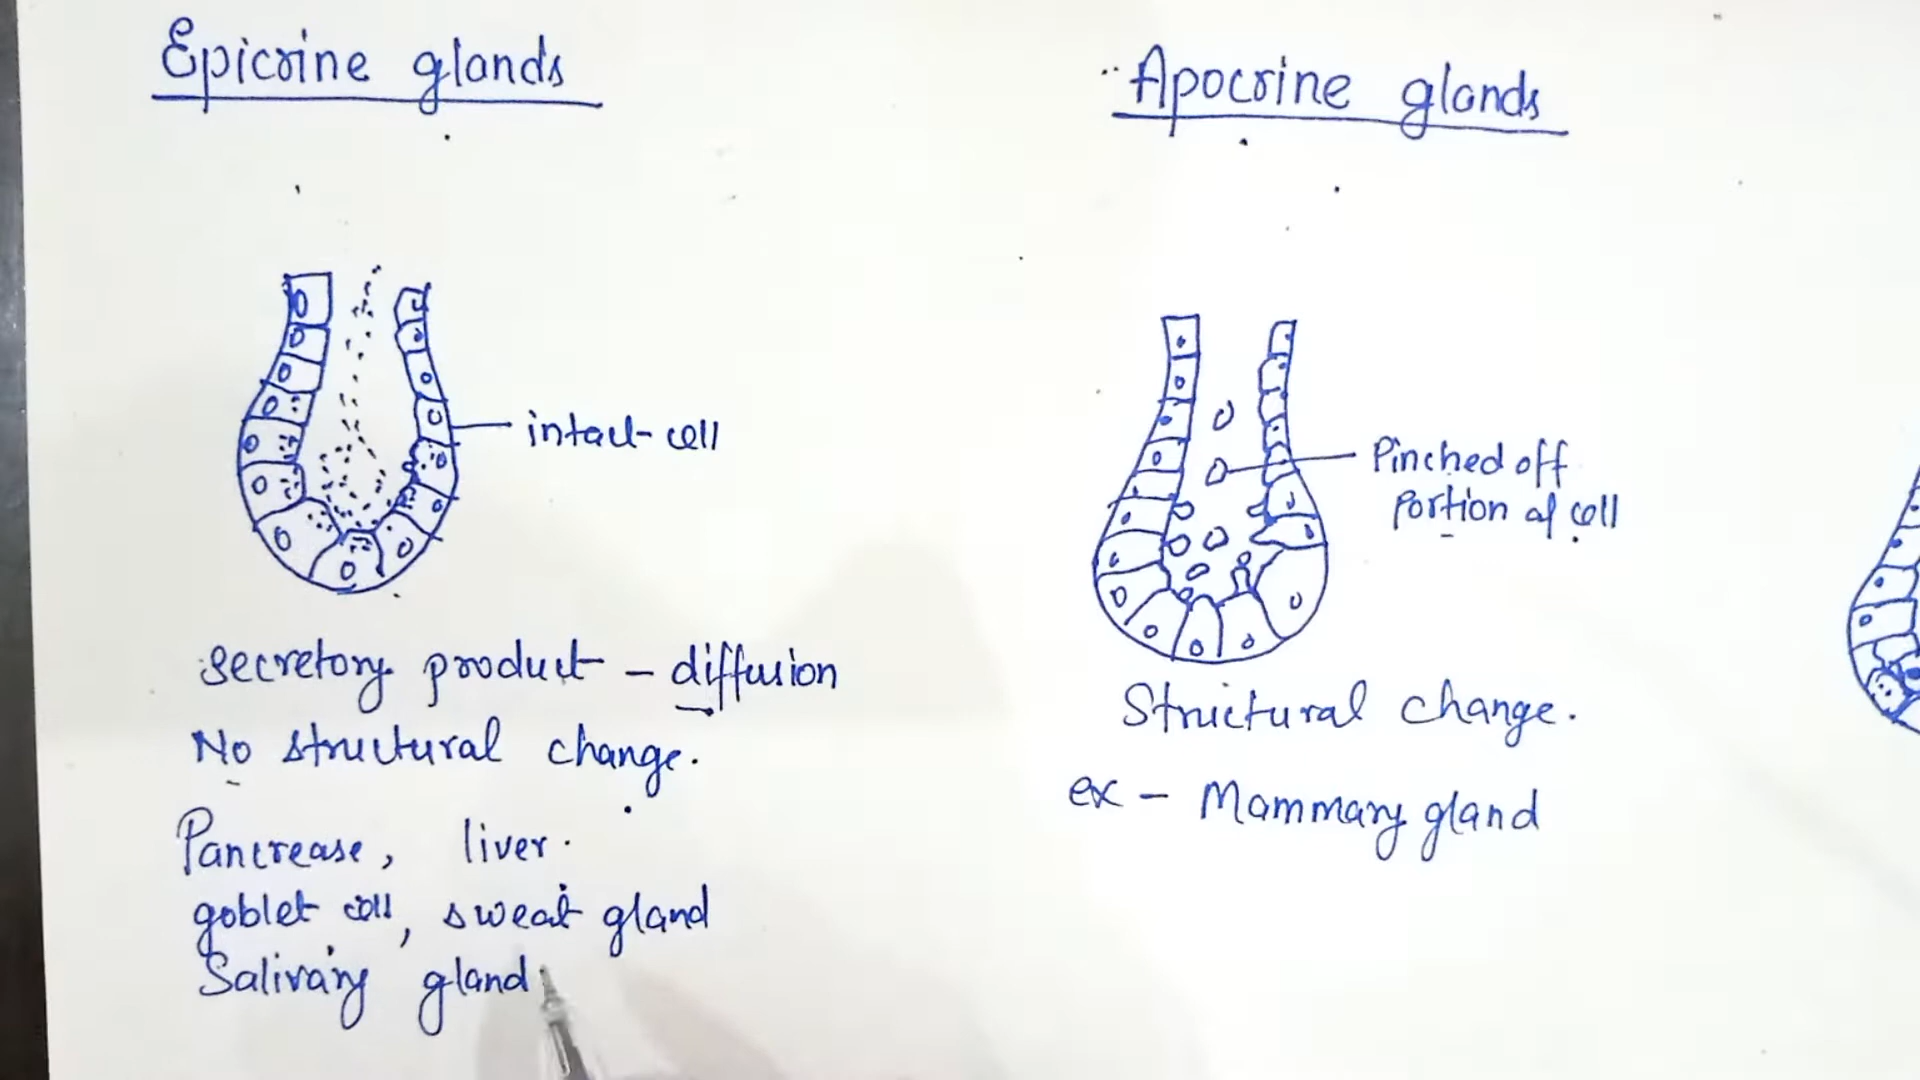 Epicrine glands
intact cell
secretory product - diffusion
No structural change.
Pancrease, liver.
goblet cell, sweat gland
Salivary gland
Apocrine glands
Pinched off
Portion of cell
Structural change.
ex - Mammary gland